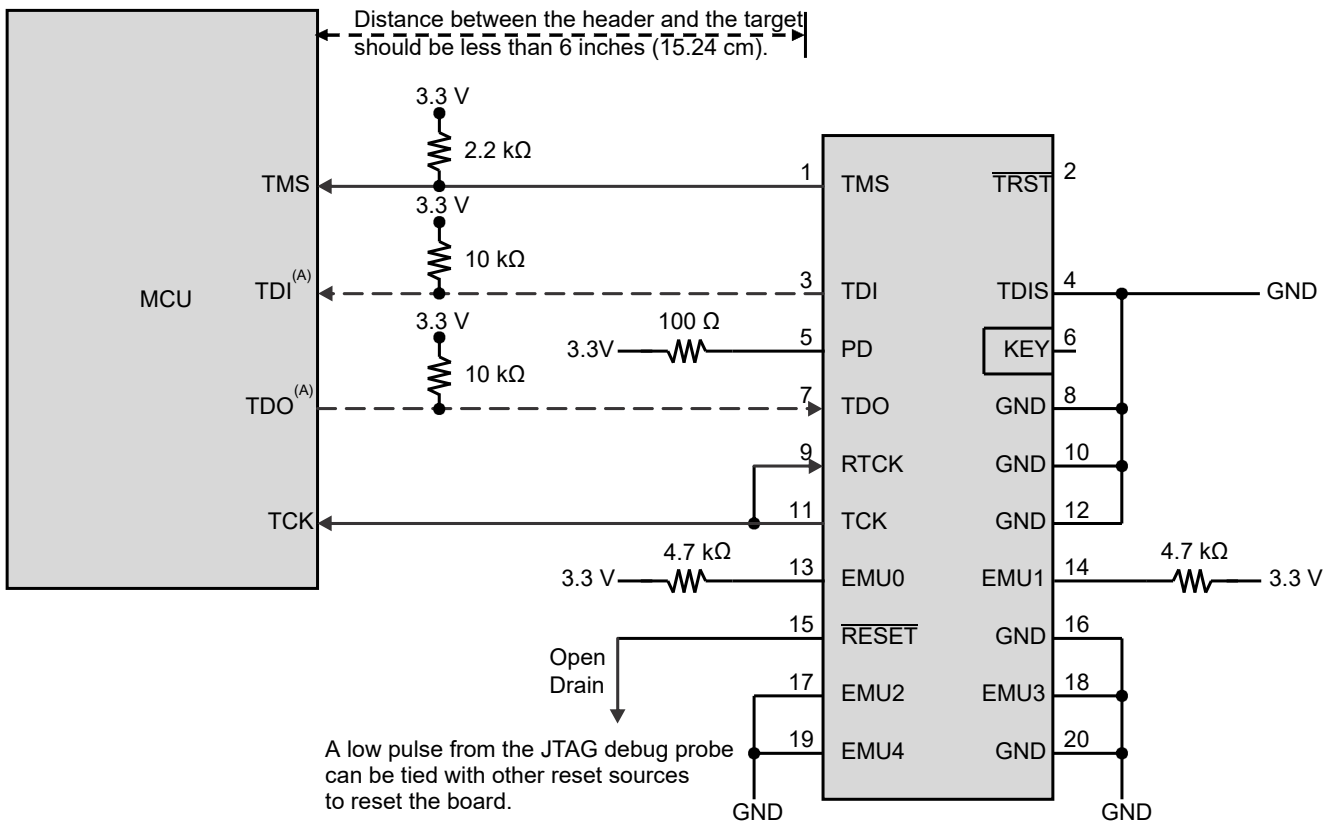 Distance between the header and the target
should be less than 6 inches (15.24 cm).
3.3 V
2.2 kΩ
TMS
1
TMS
TRST
2
3.3 V
10 kΩ
MCU
TDI(A)
3
TDI
TDIS
4
GND
3.3 V
100 Ω
3.3V
5
PD
KEY
6
10 kΩ
TDO(A)
7
TDO
GND
8
9
RTCK
GND
10
TCK
11
TCK
GND
12
4.7 kΩ
3.3 V
13
EMU0
EMU1
14
4.7 kΩ
3.3 V
15
RESET
GND
16
Open
Drain
17
EMU2
EMU3
18
A low pulse from the JTAG debug probe
can be tied with other reset sources
to reset the board.
19
EMU4
GND
20
GND
GND